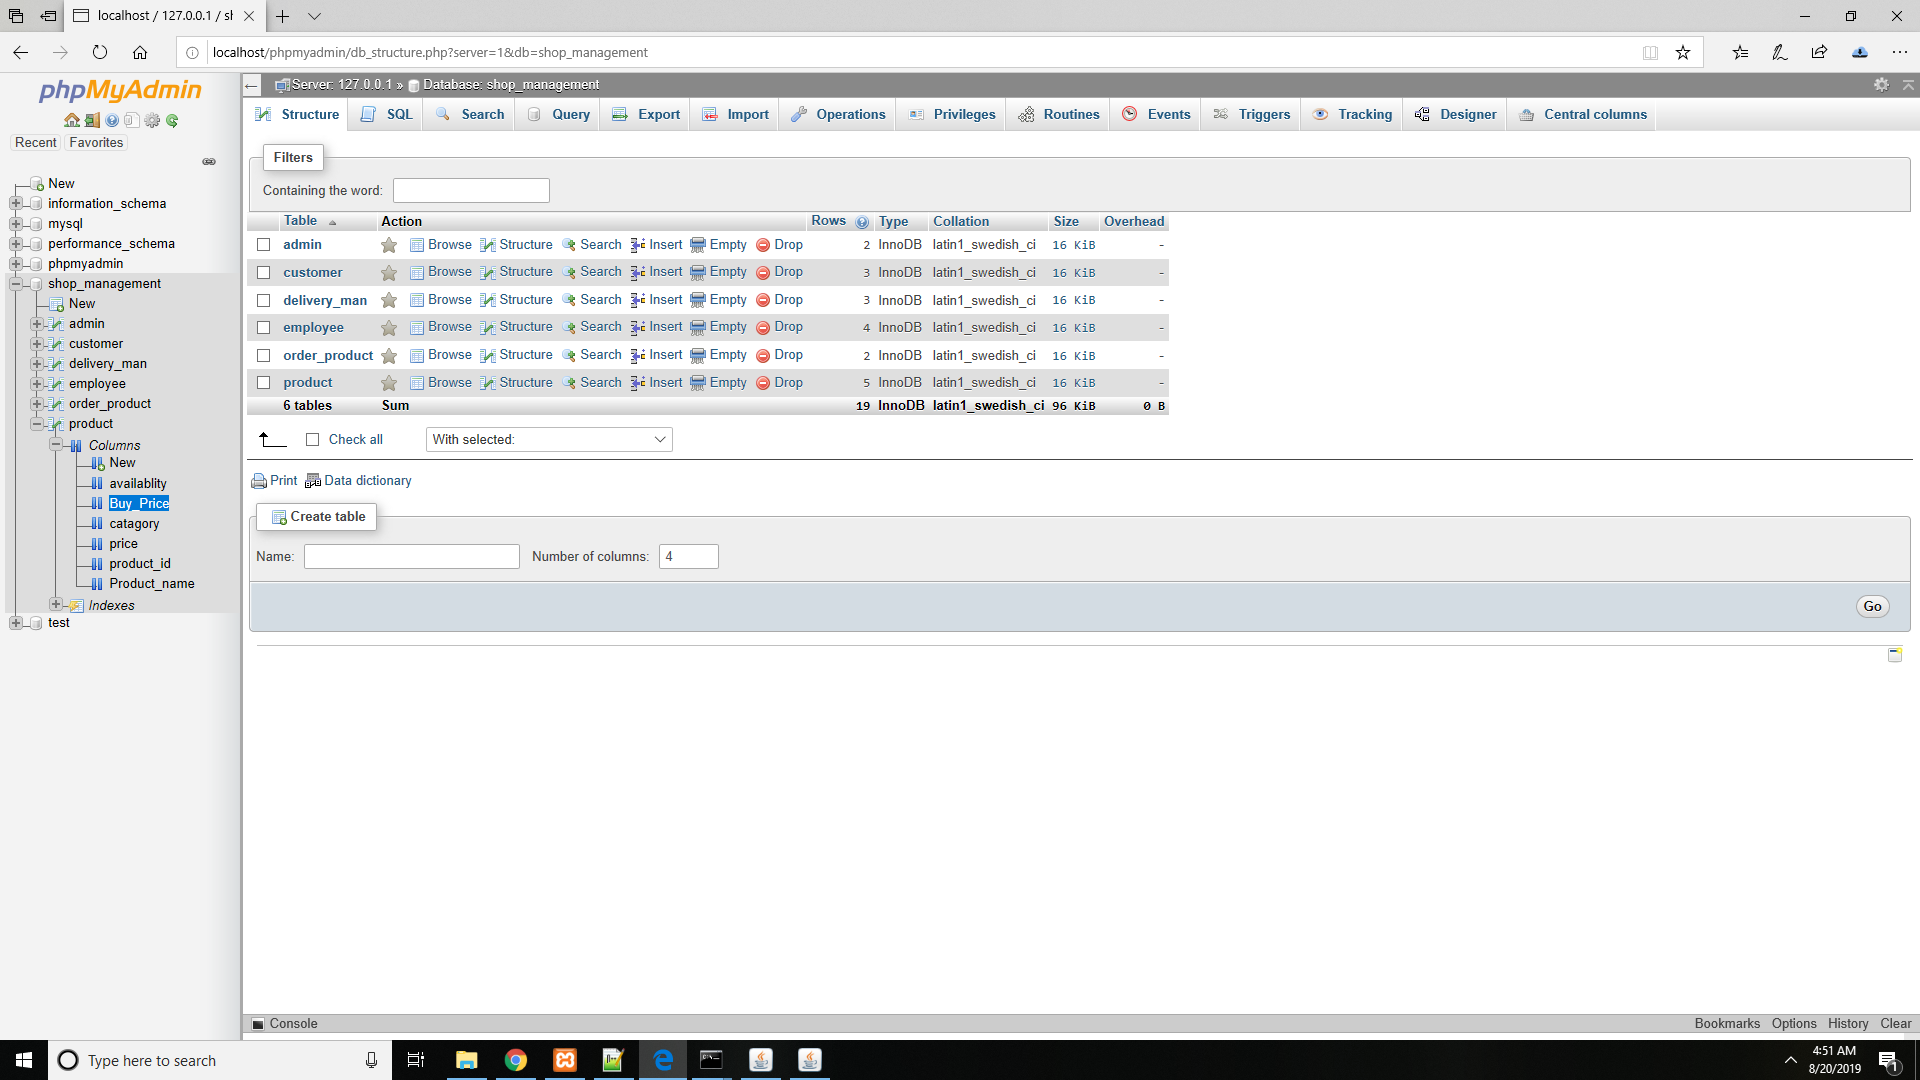 localhost / 127.0.0.1 / sl
localhost/phpmyadmin/db_structure.php?server=1&db=shop_management
phpMyAdmin
Recent Favorites
New
information_schema
mysql
performance_schema
phpmyadmin
shop_management
New
admin
customer
delivery_man
employee
order_product
product
Columns
New
availablity
Buy_Price
catagory
price
product_id
Product_name
Indexes
test
Server: 127.0.0.1 » Database: shop_management
Structure SQL Search Query Export Import Operations Privileges Routines Events Triggers Tracking Designer Central columns
Filters
Containing the word:
Table Action Rows Type Collation Size Overhead
admin Browse Structure Search Insert Empty Drop 2 InnoDB latin1_swedish_ci 16 KiB -
customer Browse Structure Search Insert Empty Drop 3 InnoDB latin1_swedish_ci 16 KiB -
delivery_man Browse Structure Search Insert Empty Drop 3 InnoDB latin1_swedish_ci 16 KiB -
employee Browse Structure Search Insert Empty Drop 4 InnoDB latin1_swedish_ci 16 KiB -
order_product Browse Structure Search Insert Empty Drop 2 InnoDB latin1_swedish_ci 16 KiB -
product Browse Structure Search Insert Empty Drop 5 InnoDB latin1_swedish_ci 16 KiB -
6 tables Sum 19 InnoDB latin1_swedish_ci 96 KiB 0 B
Check all With selected:
Print Data dictionary
Create table
Name: Number of columns: 4
Go
Console Bookmarks Options History Clear
Type here to search
4:51 AM
8/20/2019
1